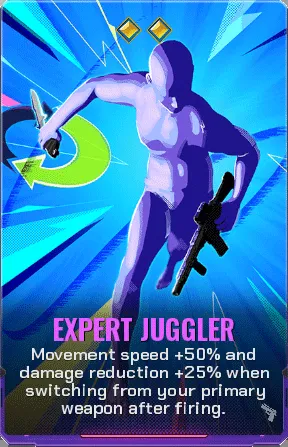 EXPERT JUGGLER
Movement speed +50% and
damage reduction +25% when
switching from your primary
weapon after firing.